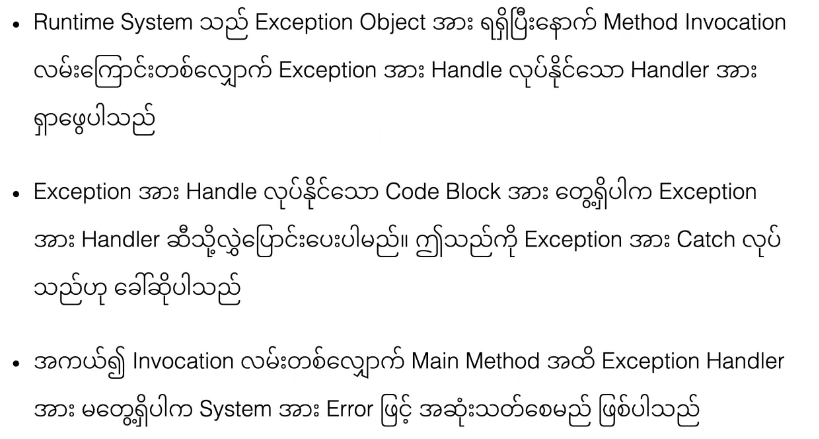 • Runtime System သည် Exception Object အား ရရှိပြီးနောက် Method Invocation
လမ်းကြောင်းတစ်လျှောက် Exception အား Handle လုပ်နိုင်သော Handler အား
ရှာဖွေပါသည်
• Exception အား Handle လုပ်နိုင်သော Code Block အား တွေ့ရှိပါက Exception
အား Handler ဆီသို့လွှဲပြောင်းပေးပါမည်။ ဤသည်ကို Exception အား Catch လုပ်
သည်ဟု ခေါ်ဆိုပါသည်
• အကယ်၍ Invocation လမ်းတစ်လျှောက် Main Method အထိ Exception Handler
အား မတွေ့ရှိပါက System အား Error ဖြင့် အဆုံးသတ်စေမည် ဖြစ်ပါသည်